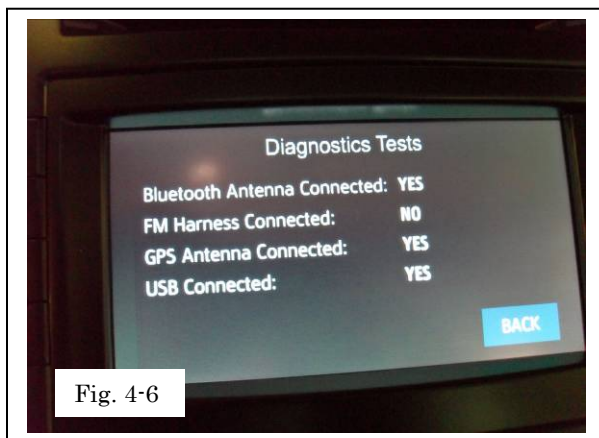 Diagnostics Tests
Bluetooth Antenna Connected: YES
FM Harness Connected: NO
GPS Antenna Connected: YES
USB Connected: YES
BACK
Fig. 4-6